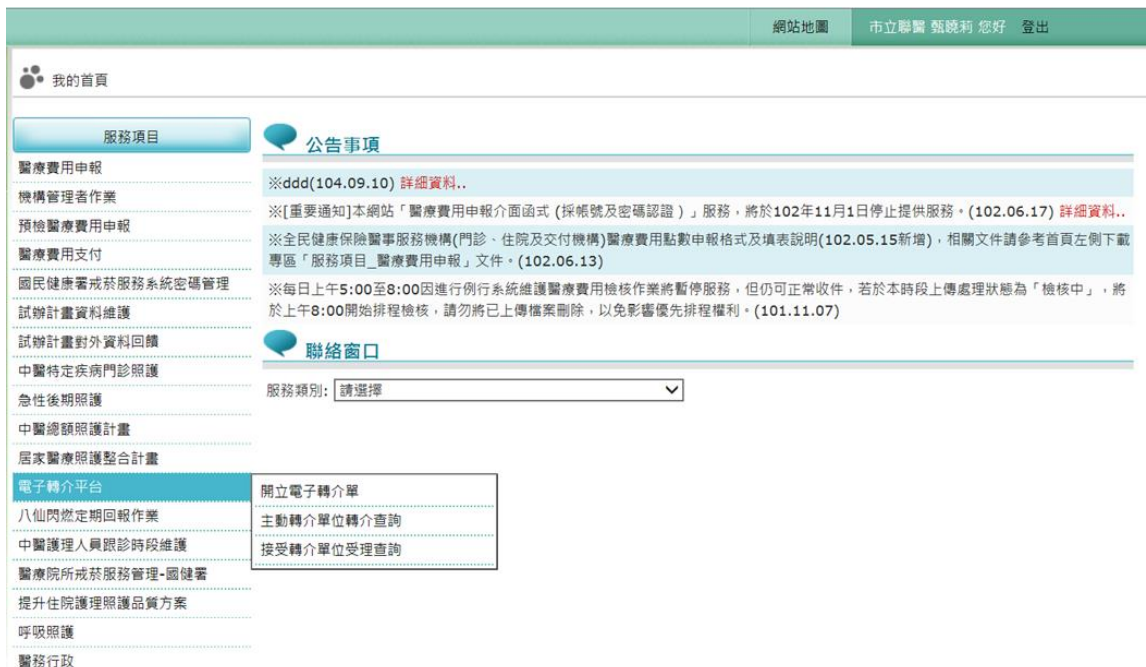 網站地圖
市立聯醫 甄曉莉 您好 登出
我的首頁
服務項目
醫療費用申報
機構管理者作業
預檢醫療費用申報
醫療費用支付
國民健康署戒菸服務系統密碼管理
試辦計畫資料維護
試辦計畫對外資料回饋
中醫特定疾病門診照護
急性後期照護
中醫總額照護計畫
居家醫療照護整合計畫
電子轉介平台
八仙閃燃定期回報作業
中醫護理人員跟診時段維護
醫療院所戒菸服務管理-國健署
提升住院護理照護品質方案
呼吸照護
醫務行政
開立電子轉介單
主動轉介單位轉介查詢
接受轉介單位受理查詢
公告事項
※ddd(104.09.10) 詳細資料..
※[重要通知]本網站「醫療費用申報介面函式 (採帳號及密碼認證 ) 」服務，將於102年11月1日停止提供服務。(102.06.17) 詳細資料..
※全民健康保險醫事服務機構(門診、住院及交付機構)醫療費用點數申報格式及填表說明(102.05.15新增)，相關文件請參考首頁左側下載
專區「服務項目_醫療費用申報」文件。(102.06.13)
※每日上午5:00至8:00因進行例行系統維護醫療費用檢核作業將暫停服務，但仍可正常收件，若於本時段上傳處理狀態為「檢核中」，將
於上午8:00開始排程檢核，請勿將已上傳檔案刪除，以免影響優先排程權利。(101.11.07)
聯絡窗口
服務類別: 請選擇